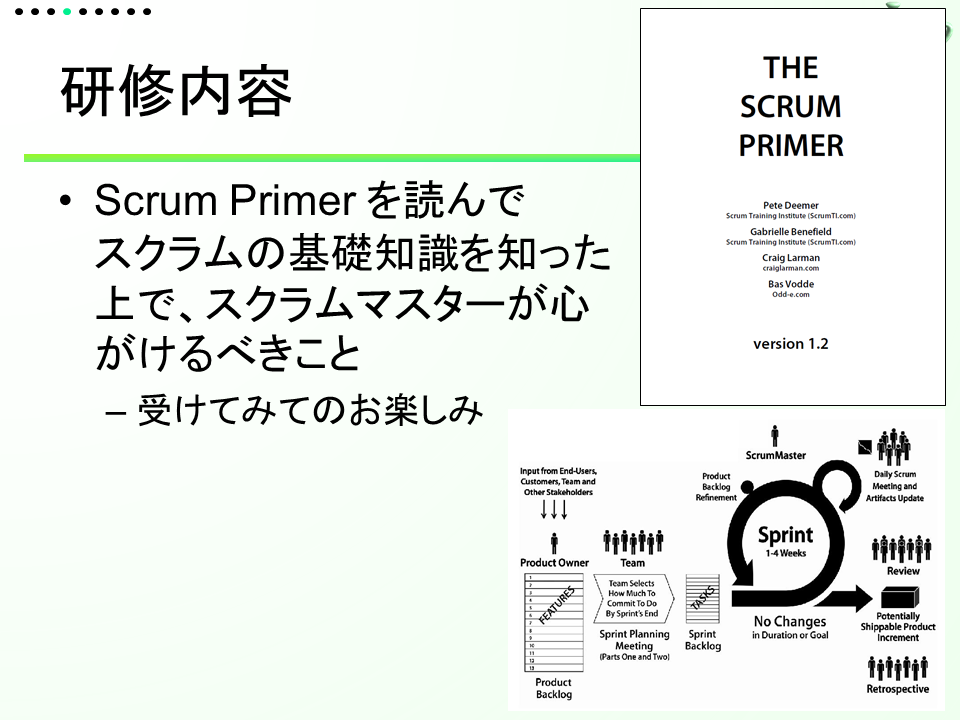 研修内容
• Scrum Primer を読んで
スクラムの基礎知識を知った
上で、スクラムマスターが心
がけるべきこと
– 受けてみてのお楽しみ
THE
SCRUM
PRIMER
Pete Deemer
Scrum Training Institute (ScrumTI.com)
Gabrielle Benefield
Scrum Training Institute (ScrumTI.com)
Craig Larman
craiglarman.com
Bas Vodde
Odd-e.com
version 1.2
Input from End-Users,
Customers, Team and
Other Stakeholders
Product Owner
Team
1
2
3
4
5
6
7
8
9
10
11
12
13
FEATURES
Product
Backlog
Team Selects
How Much To
Commit To Do
By Sprint's End
Sprint Planning
Meeting
(Parts One and Two)
TASKS
Sprint
Backlog
ScrumMaster
Product
Backlog
Refinement
Sprint
1-4 Weeks
No Changes
in Duration or Goal
Daily Scrum
Meeting and
Artifacts Update
Review
Potentially
Shippable Product
Increment
Retrospective